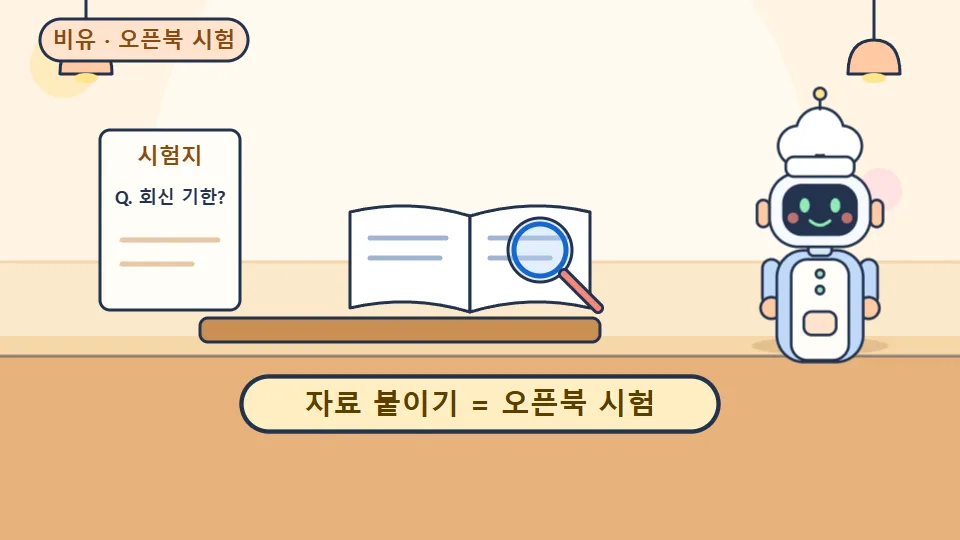 비유 · 오픈북 시험
시험지
Q. 회신 기한?
자료 붙이기 = 오픈북 시험